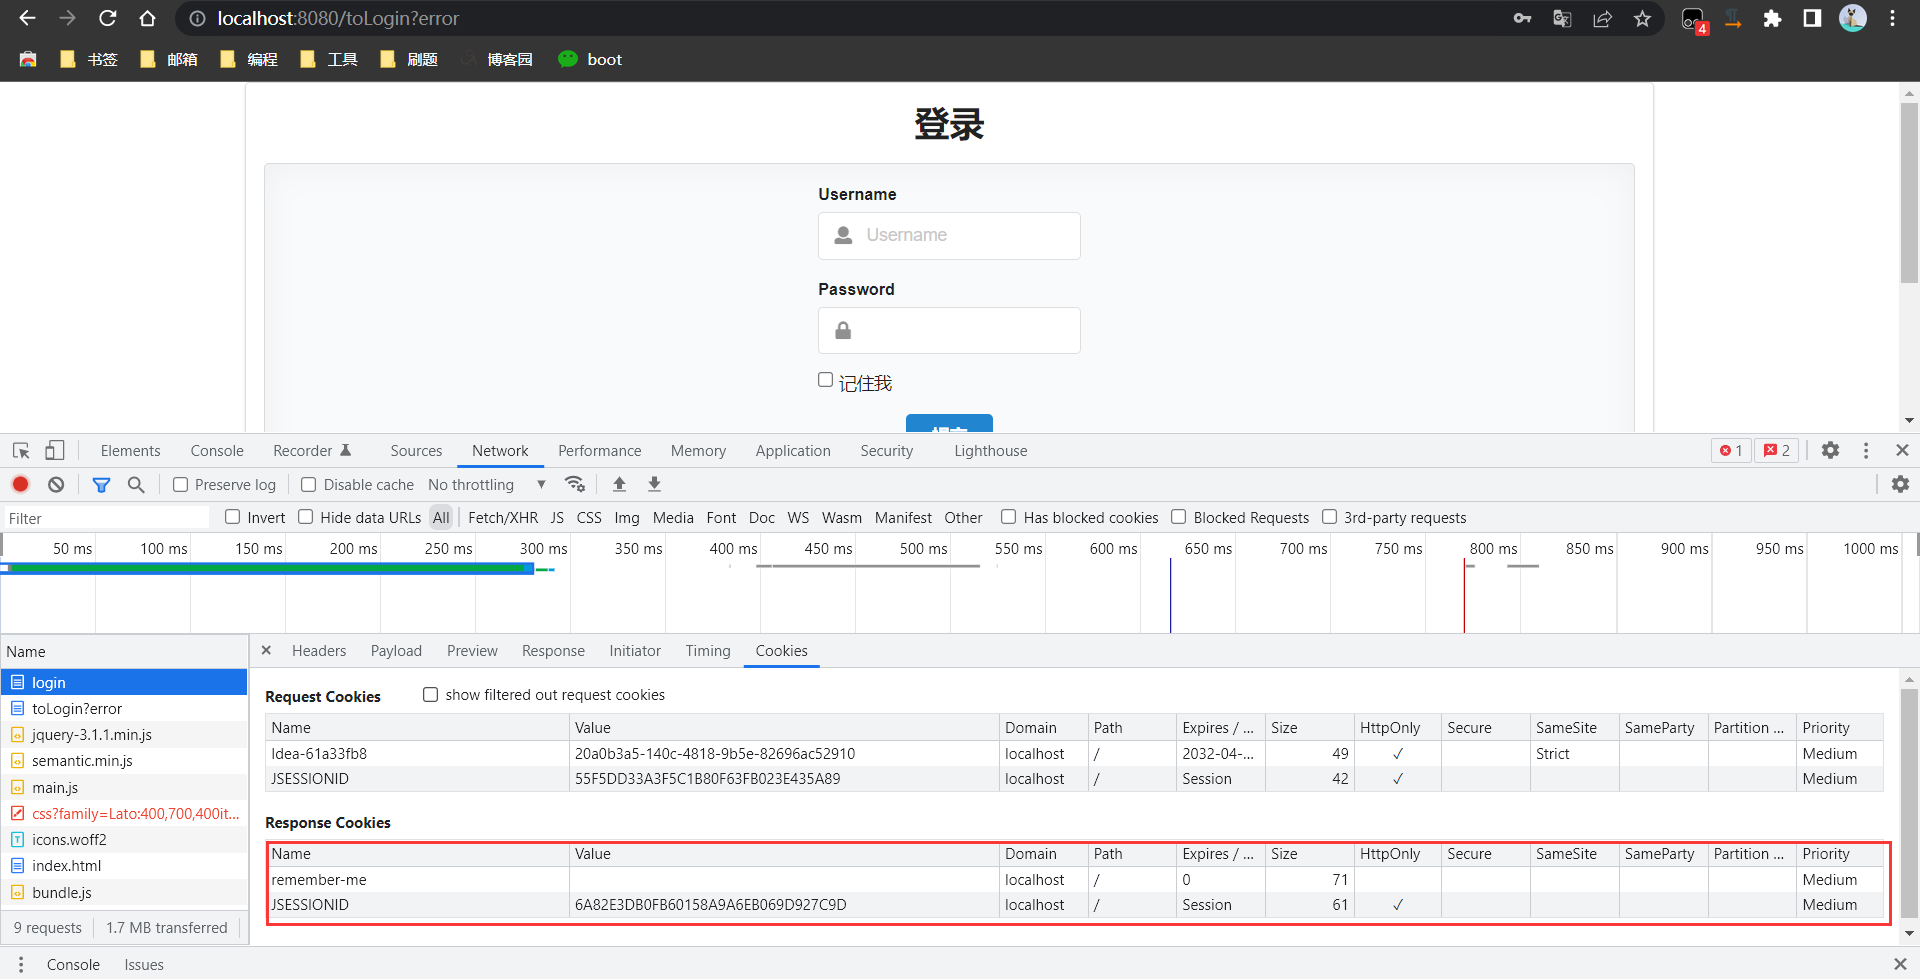 localhost:8080/toLogin?error
4
书签 邮箱 编程 工具 刷题 博客园 boot
登录
Username
Username
Password
记住我
Elements Console Recorder Sources Network Performance Memory Application Security Lighthouse 1 2
Preserve log Disable cache No throttling
Filter Invert Hide data URLs All Fetch/XHR JS CSS Img Media Font Doc WS Wasm Manifest Other Has blocked cookies Blocked Requests 3rd-party requests
50 ms 100 ms 150 ms 200 ms 250 ms 300 ms 350 ms 400 ms 450 ms 500 ms 550 ms 600 ms 650 ms 700 ms 750 ms 800 ms 850 ms 900 ms 950 ms 1000 ms
Name
login
toLogin?error
jquery-3.1.1.min.js
semantic.min.js
main.js
css?family=Lato:400,700,400it...
icons.woff2
index.html
bundle.js
9 requests 1.7 MB transferred
Headers Payload Preview Response Initiator Timing Cookies
Request Cookies show filtered out request cookies
Name Value Domain Path Expires / ... Size HttpOnly Secure SameSite SameParty Partition ... Priority
Idea-61a33fb8 20a0b3a5-140c-4818-9b5e-82696ac52910 localhost / 2032-04-... 49 ✓ Strict Medium
JSESSIONID 55F5DD33A3F5C1B80F63FB023E435A89 localhost / Session 42 ✓ Medium
Response Cookies
Name Value Domain Path Expires / ... Size HttpOnly Secure SameSite SameParty Partition ... Priority
remember-me localhost / 0 71 Medium
JSESSIONID 6A82E3DB0FB60158A9A6EB069D927C9D localhost / Session 61 ✓ Medium
Console Issues